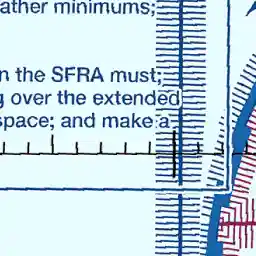 ather minimums;
n the SFRA must;
g over the extended
space; and make a